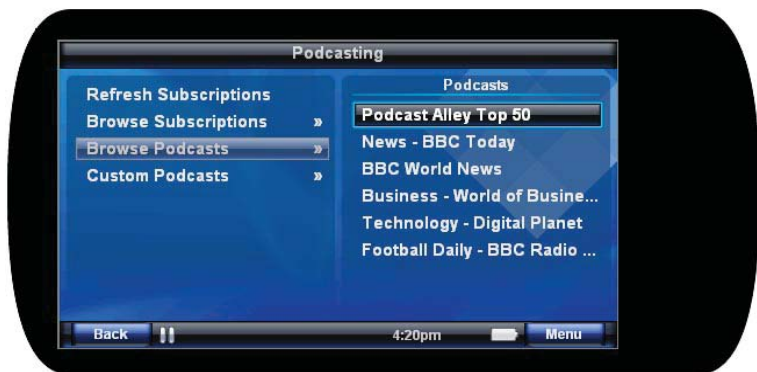 Podcasting
Refresh Subscriptions
Browse Subscriptions »
Browse Podcasts »
Custom Podcasts »
Podcasts
Podcast Alley Top 50
News - BBC Today
BBC World News
Business - World of Busine...
Technology - Digital Planet
Football Daily - BBC Radio ...
Back 4:20pm Menu